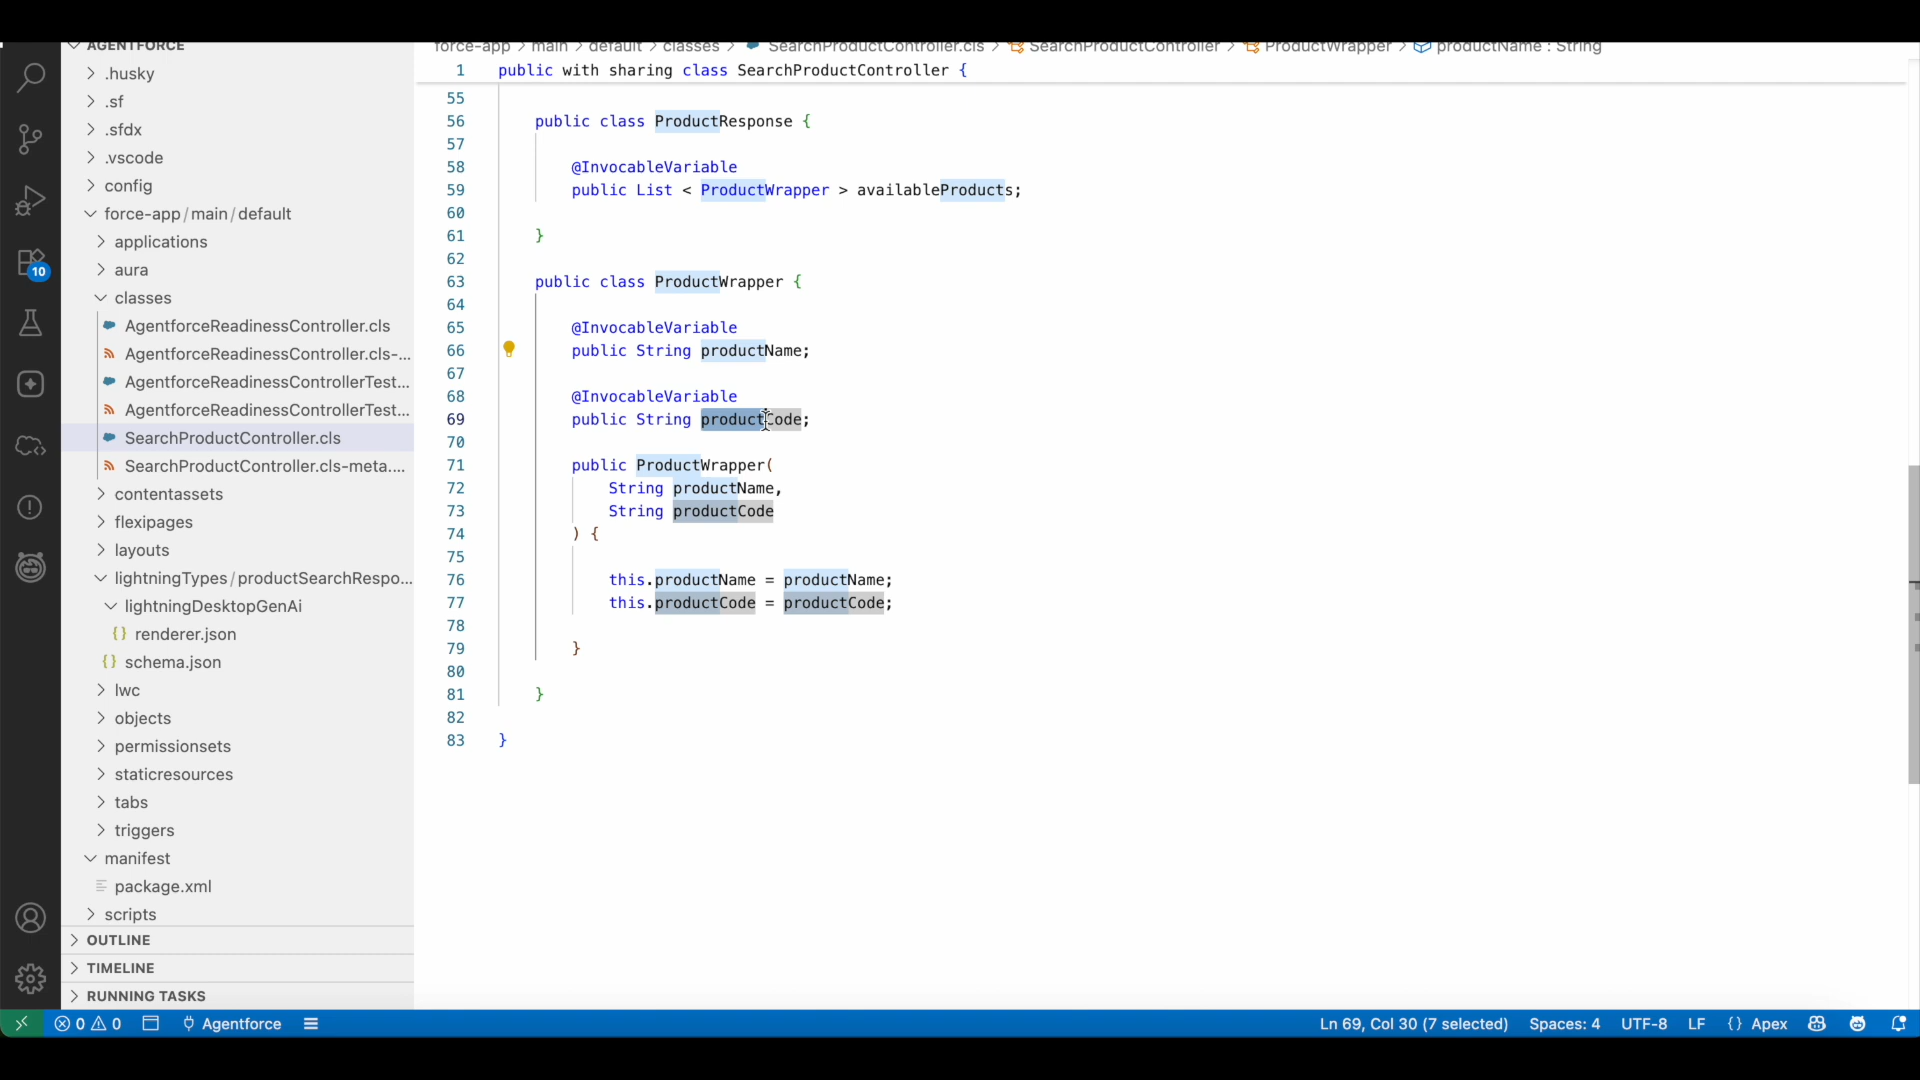 AGENTFORCE
.husky
.sf
.sfdx
.vscode
config
force-app/main/default
applications
aura
classes
AgentforceReadinessController.cls
AgentforceReadinessController.cls-...
AgentforceReadinessControllerTest...
AgentforceReadinessControllerTest...
SearchProductController.cls
SearchProductController.cls-meta....
contentassets
flexipages
layouts
lightningTypes/productSearchRespo...
lightningDesktopGenAi
{} renderer.json
{} schema.json
lwc
objects
permissionsets
staticresources
tabs
triggers
manifest
package.xml
scripts
OUTLINE
TIMELINE
RUNNING TASKS
10
force-app > main > default > classes > SearchProductController.cls > SearchProductController > ProductWrapper > productName : String
1 public with sharing class SearchProductController {
55
56 public class ProductResponse {
57
58 @InvocableVariable
59 public List < ProductWrapper > availableProducts;
60
61 }
62
63 public class ProductWrapper {
64
65 @InvocableVariable
66 public String productName;
67
68 @InvocableVariable
69 public String productCode;
70
71 public ProductWrapper(
72 String productName,
73 String productCode
74 ) {
75
76 this.productName = productName;
77 this.productCode = productCode;
78
79 }
80
81 }
82
83 }
0 0 Agentforce Ln 69, Col 30 (7 selected) Spaces: 4 UTF-8 LF {} Apex